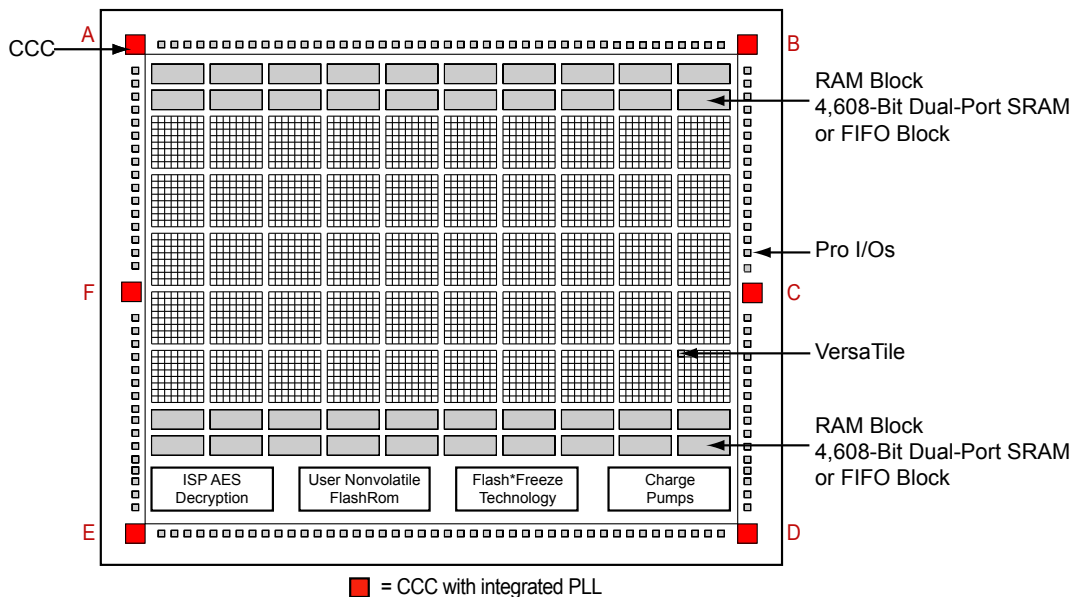 A
CCC
B
RAM Block
4,608-Bit Dual-Port SRAM
or FIFO Block
Pro I/Os
F
C
VersaTile
RAM Block
4,608-Bit Dual-Port SRAM
or FIFO Block
ISP AES
Decryption
User Nonvolatile
FlashRom
Flash*Freeze
Technology
Charge
Pumps
E
D
= CCC with integrated PLL